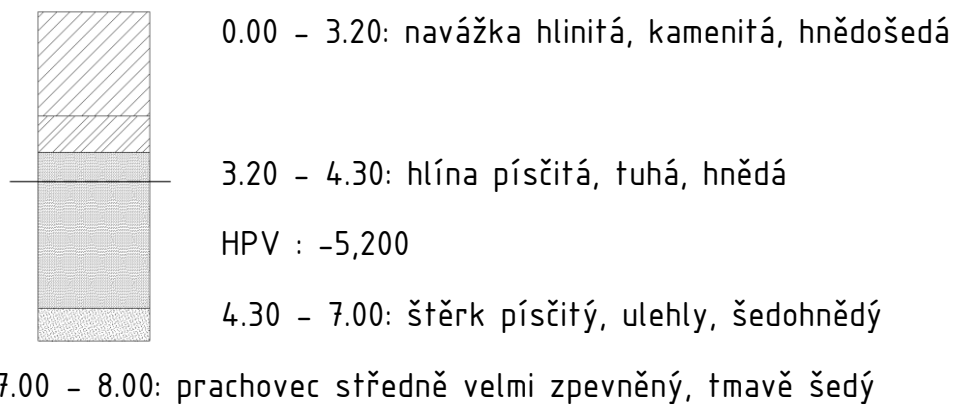 0.00 - 3.20: navážka hlinitá, kamenitá, hnědošedá
3.20 - 4.30: hlína písčitá, tuhá, hnědá
HPV : -5,200
4.30 - 7.00: štěrk písčitý, ulehly, šedohnědý
7.00 - 8.00: prachovec středně velmi zpevněný, tmavě šedý